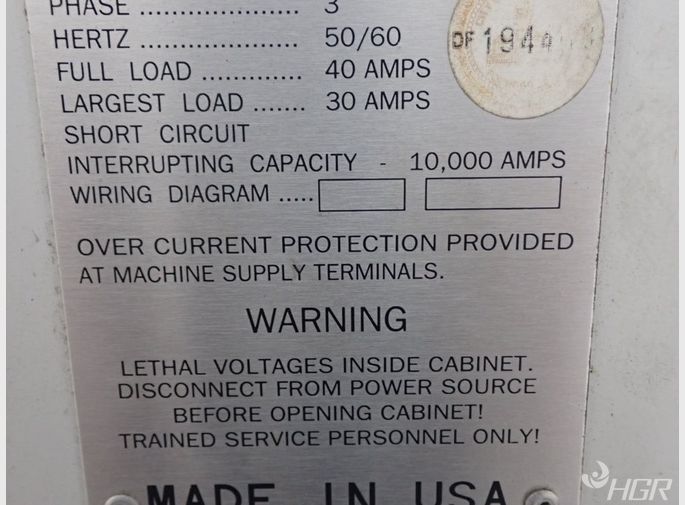 PHASE .................... 3
HERTZ .................... 50/60
FULL LOAD ............. 40 AMPS
LARGEST LOAD ....... 30 AMPS
SHORT CIRCUIT
INTERRUPTING CAPACITY - 10,000 AMPS
WIRING DIAGRAM .....
OVER CURRENT PROTECTION PROVIDED
AT MACHINE SUPPLY TERMINALS.
WARNING
LETHAL VOLTAGES INSIDE CABINET.
DISCONNECT FROM POWER SOURCE
BEFORE OPENING CABINET!
TRAINED SERVICE PERSONNEL ONLY!
MADE IN USA
HGR